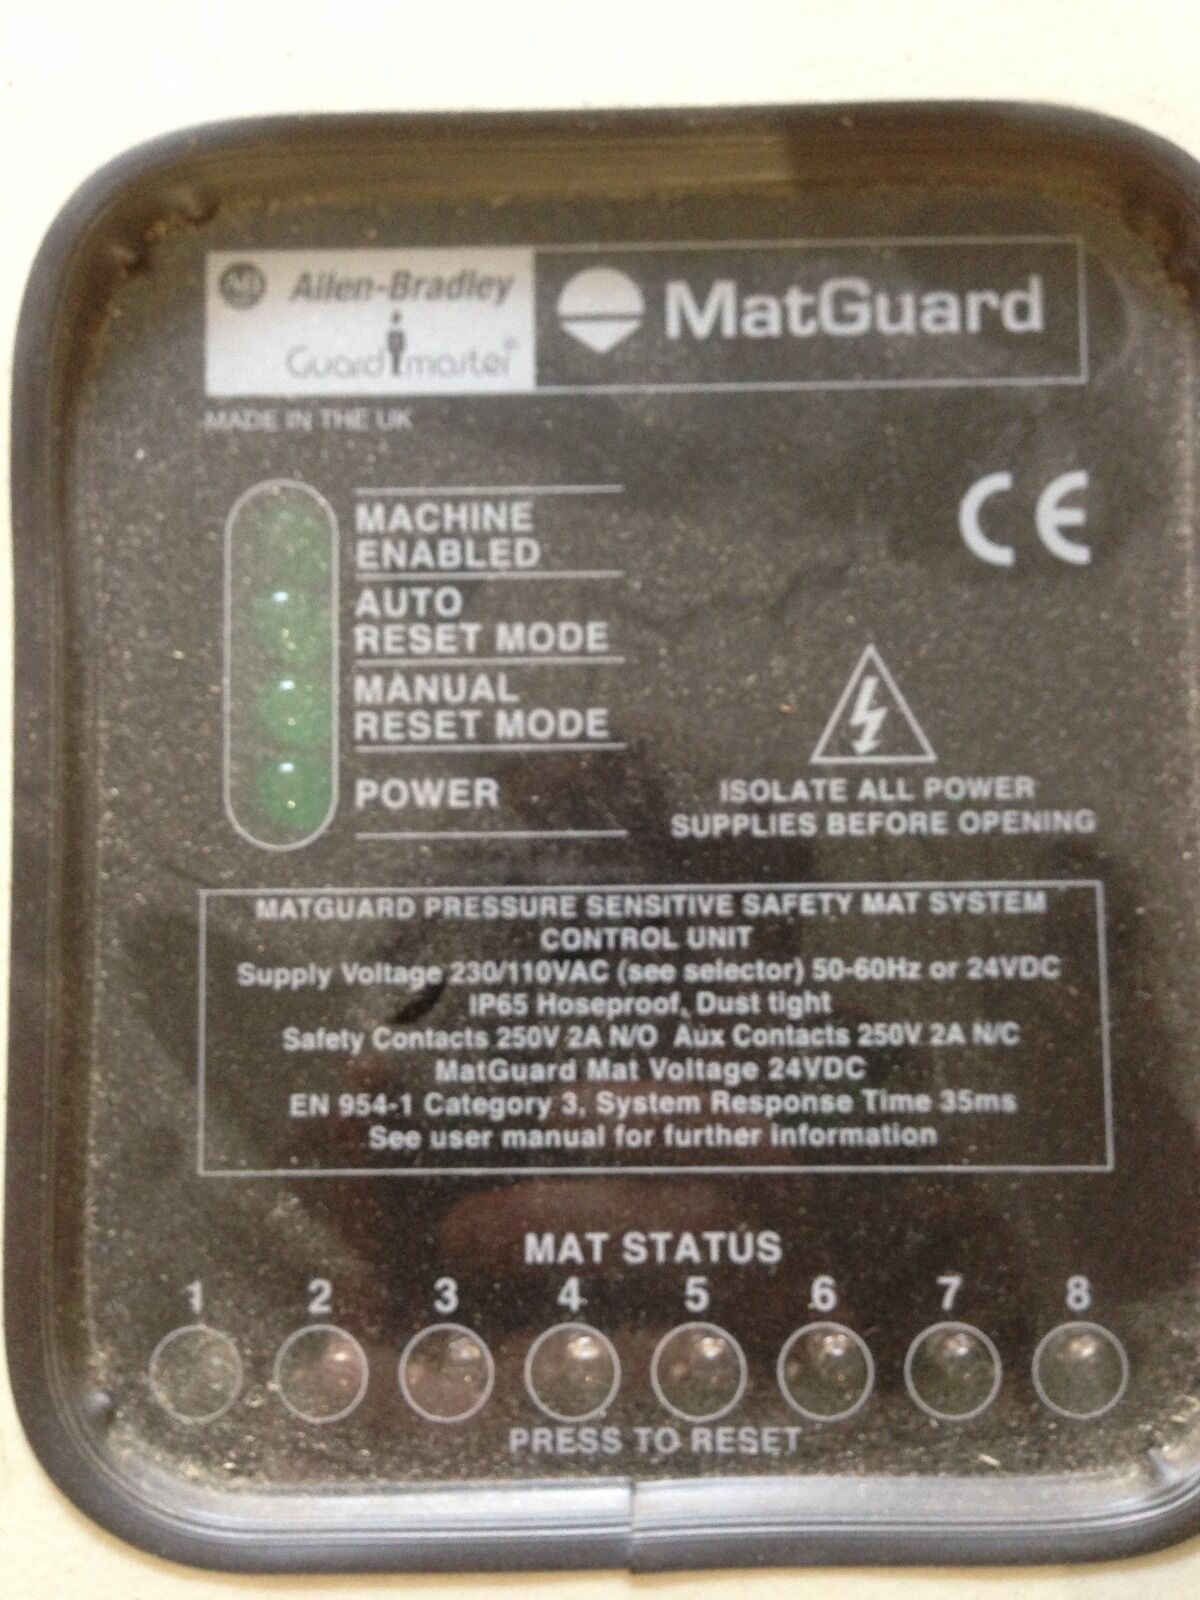 AB Allen-Bradley
Guardmaster®
MatGuard
MADE IN THE UK
CE
MACHINE
ENABLED
AUTO
RESET MODE
MANUAL
RESET MODE
POWER
ISOLATE ALL POWER
SUPPLIES BEFORE OPENING
MATGUARD PRESSURE SENSITIVE SAFETY MAT SYSTEM
CONTROL UNIT
Supply Voltage 230/110VAC (see selector) 50-60Hz or 24VDC
IP65 Hoseproof, Dust tight
Safety Contacts 250V 2A N/O Aux Contacts 250V 2A N/C
MatGuard Mat Voltage 24VDC
EN 954-1 Category 3, System Response Time 35ms
See user manual for further information
MAT STATUS
1 2 3 4 5 6 7 8
PRESS TO RESET